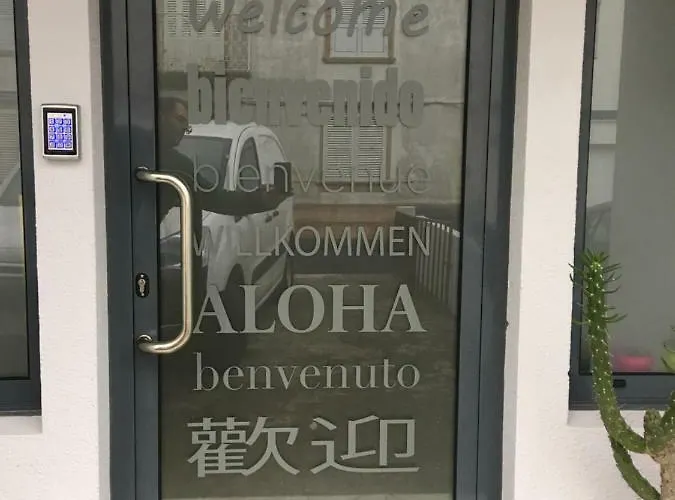 Welcome
bienvenido
bienvenue
WILLKOMMEN
ALOHA
benvenuto
歡迎